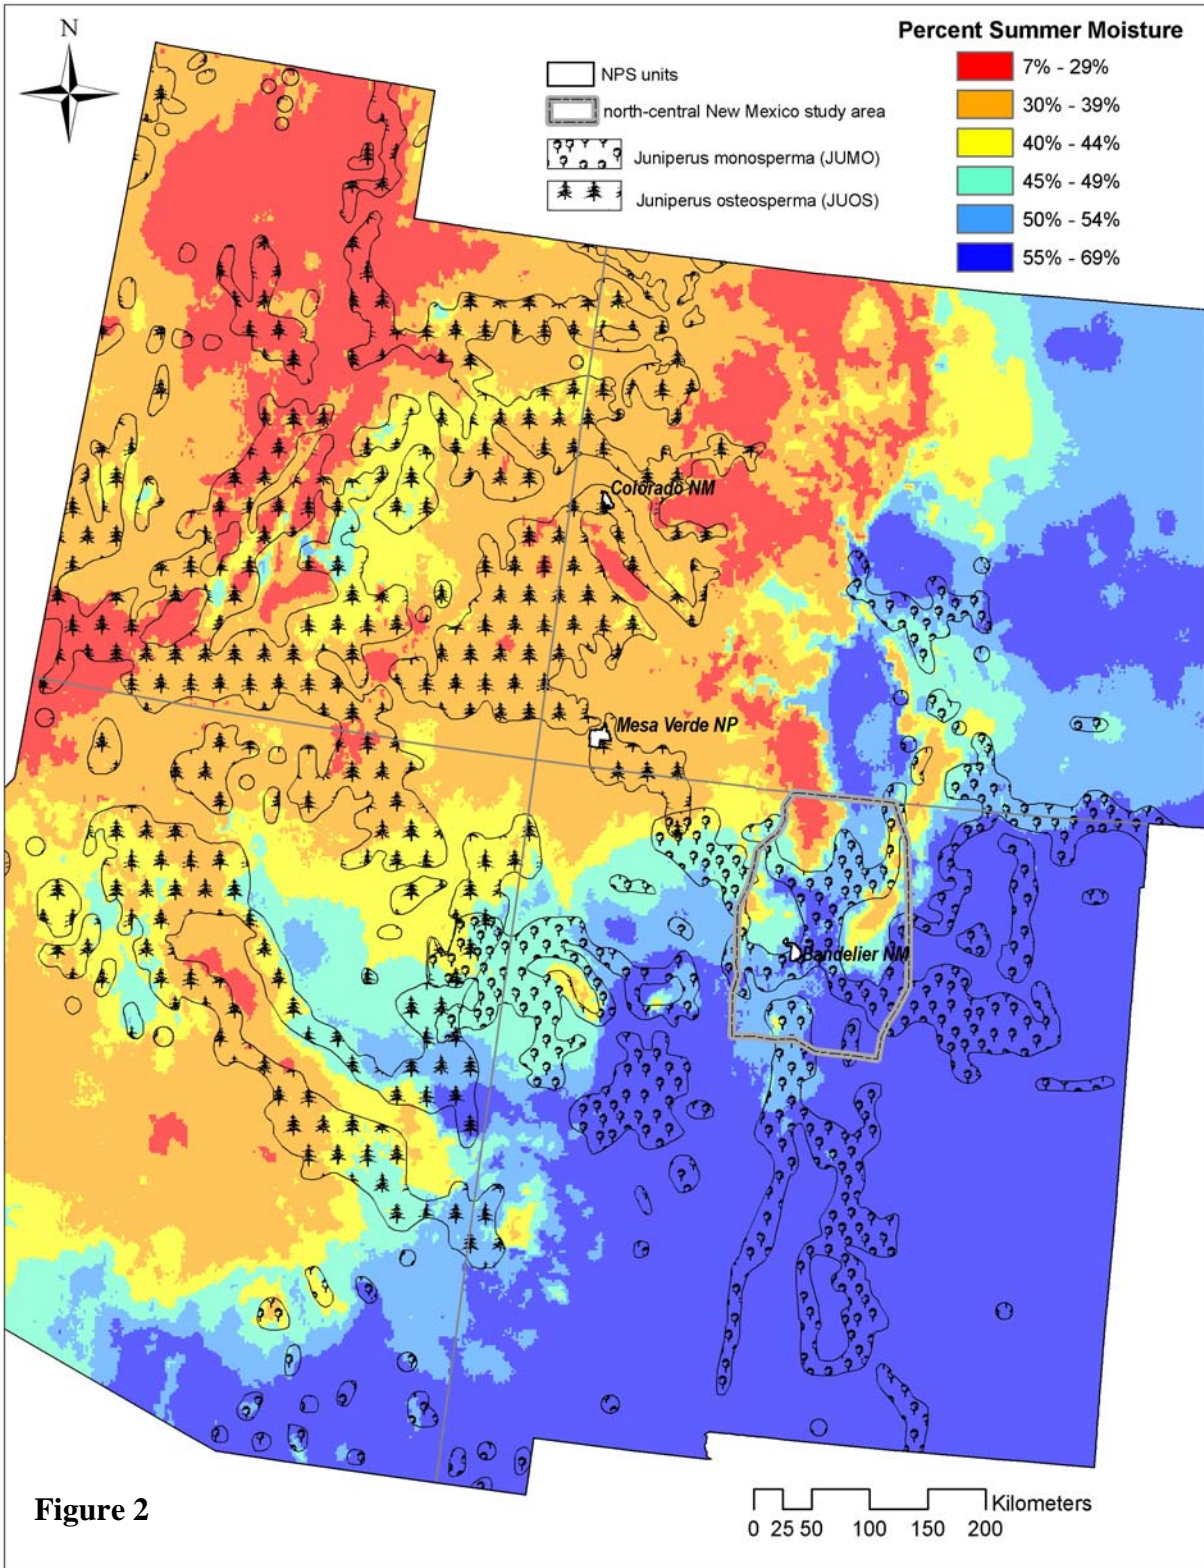 N
NPS units
north-central New Mexico study area
Juniperus monosperma (JUMO)
Juniperus osteosperma (JUOS)
Percent Summer Moisture
7% - 29%
30% - 39%
40% - 44%
45% - 49%
50% - 54%
55% - 69%
Colorado NM
Mesa Verde NP
Bandelier NM
Figure 2
Kilometers
0 25 50 100 150 200